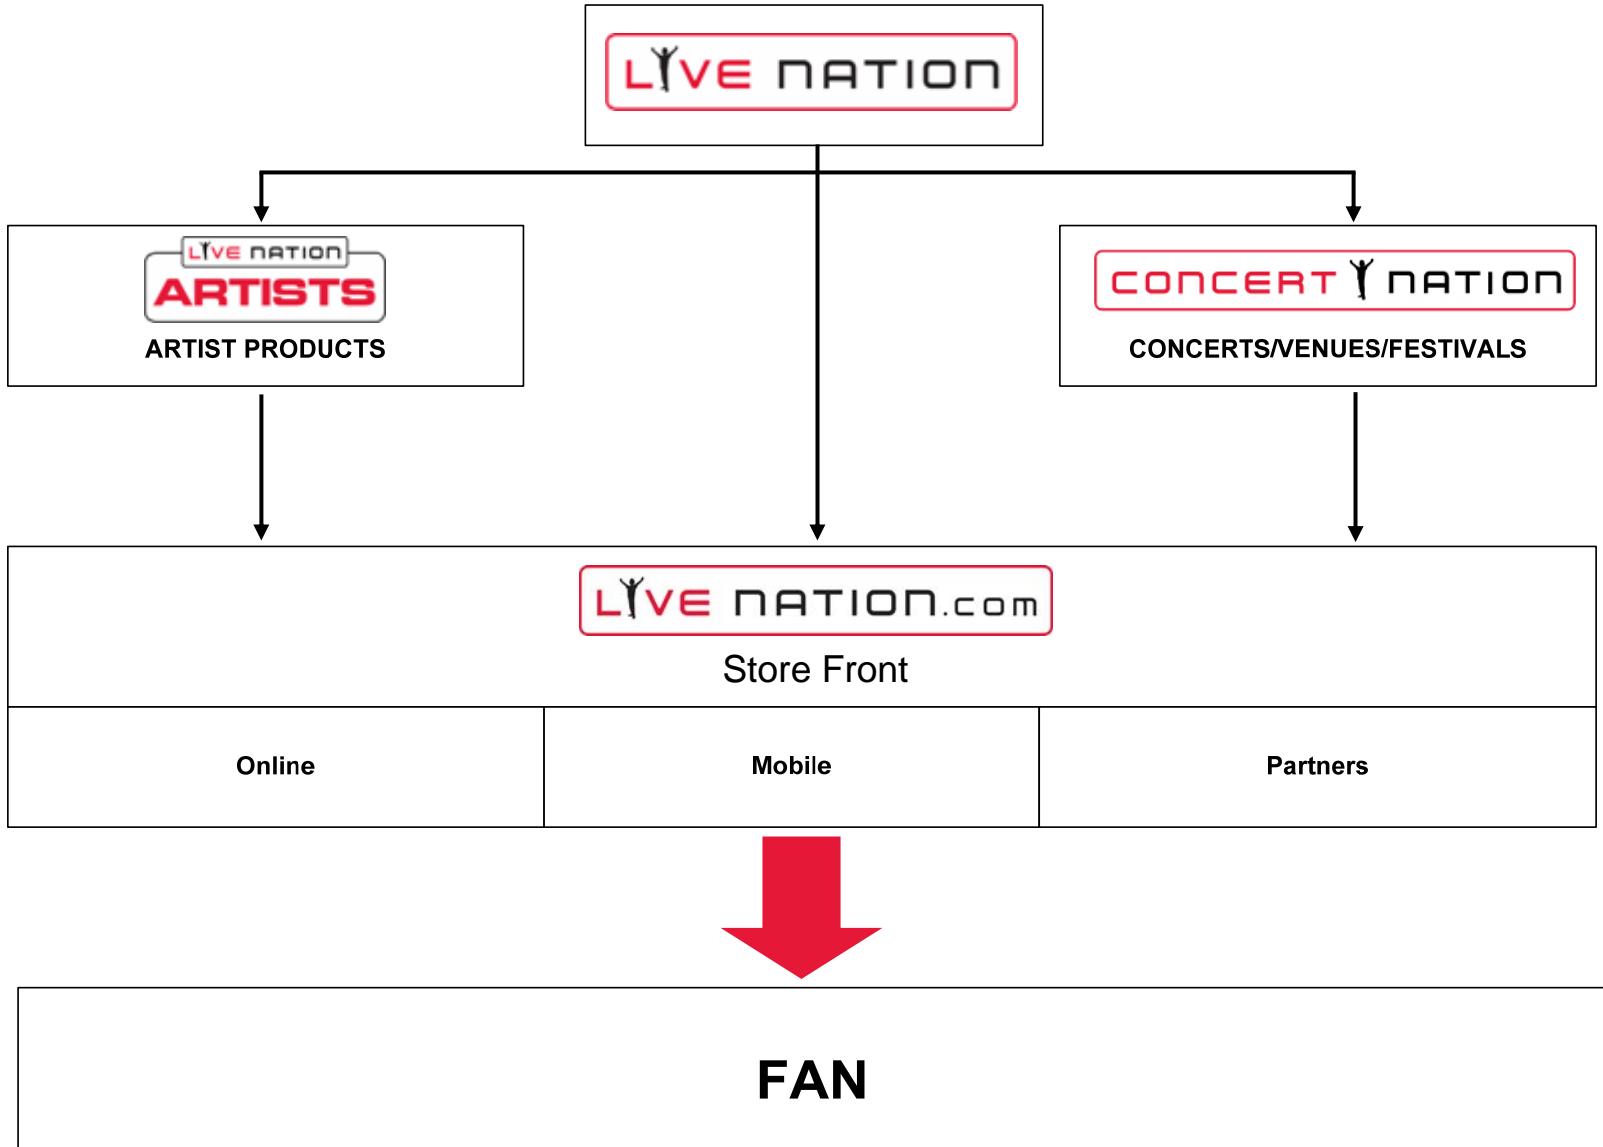 LIVE NATION
LIVE NATION
ARTISTS
ARTIST PRODUCTS
CONCERT NATION
CONCERTS/VENUES/FESTIVALS
LIVE NATION.com
Store Front
Online
Mobile
Partners
FAN